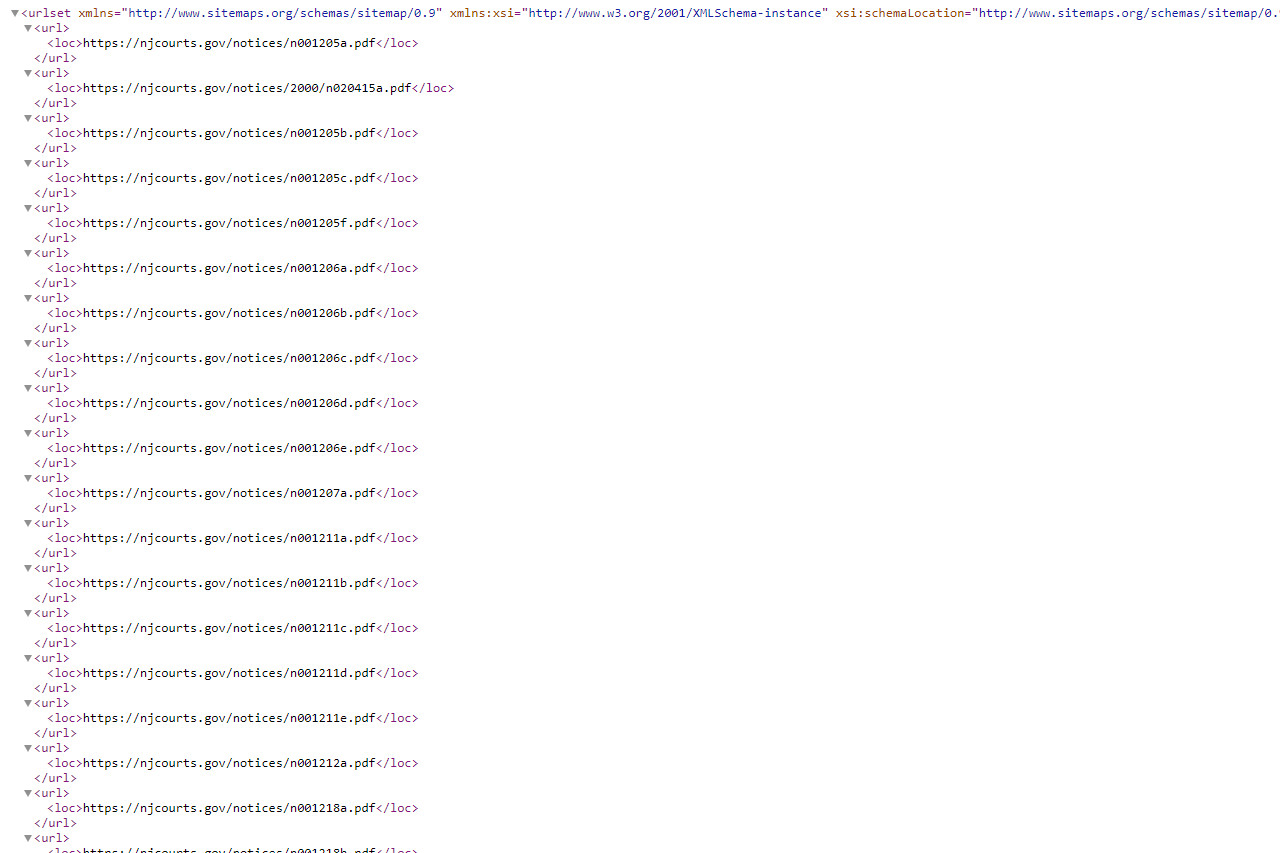 ▼<urlset xmlns="http://www.sitemaps.org/schemas/sitemap/0.9" xmlns:xsi="http://www.w3.org/2001/XMLSchema-instance" xsi:schemaLocation="http://www.sitemaps.org/schemas/sitemap/0.
▼<url>
<loc>https://njcourts.gov/notices/n001205a.pdf</loc>
</url>
▼<url>
<loc>https://njcourts.gov/notices/2000/n020415a.pdf</loc>
</url>
▼<url>
<loc>https://njcourts.gov/notices/n001205b.pdf</loc>
</url>
▼<url>
<loc>https://njcourts.gov/notices/n001205c.pdf</loc>
</url>
▼<url>
<loc>https://njcourts.gov/notices/n001205f.pdf</loc>
</url>
▼<url>
<loc>https://njcourts.gov/notices/n001206a.pdf</loc>
</url>
▼<url>
<loc>https://njcourts.gov/notices/n001206b.pdf</loc>
</url>
▼<url>
<loc>https://njcourts.gov/notices/n001206c.pdf</loc>
</url>
▼<url>
<loc>https://njcourts.gov/notices/n001206d.pdf</loc>
</url>
▼<url>
<loc>https://njcourts.gov/notices/n001206e.pdf</loc>
</url>
▼<url>
<loc>https://njcourts.gov/notices/n001207a.pdf</loc>
</url>
▼<url>
<loc>https://njcourts.gov/notices/n001211a.pdf</loc>
</url>
▼<url>
<loc>https://njcourts.gov/notices/n001211b.pdf</loc>
</url>
▼<url>
<loc>https://njcourts.gov/notices/n001211c.pdf</loc>
</url>
▼<url>
<loc>https://njcourts.gov/notices/n001211d.pdf</loc>
</url>
▼<url>
<loc>https://njcourts.gov/notices/n001211e.pdf</loc>
</url>
▼<url>
<loc>https://njcourts.gov/notices/n001212a.pdf</loc>
</url>
▼<url>
<loc>https://njcourts.gov/notices/n001218a.pdf</loc>
</url>
▼<url>
<loc>https://njcourts.gov/notices/n001218b.pdf</loc>